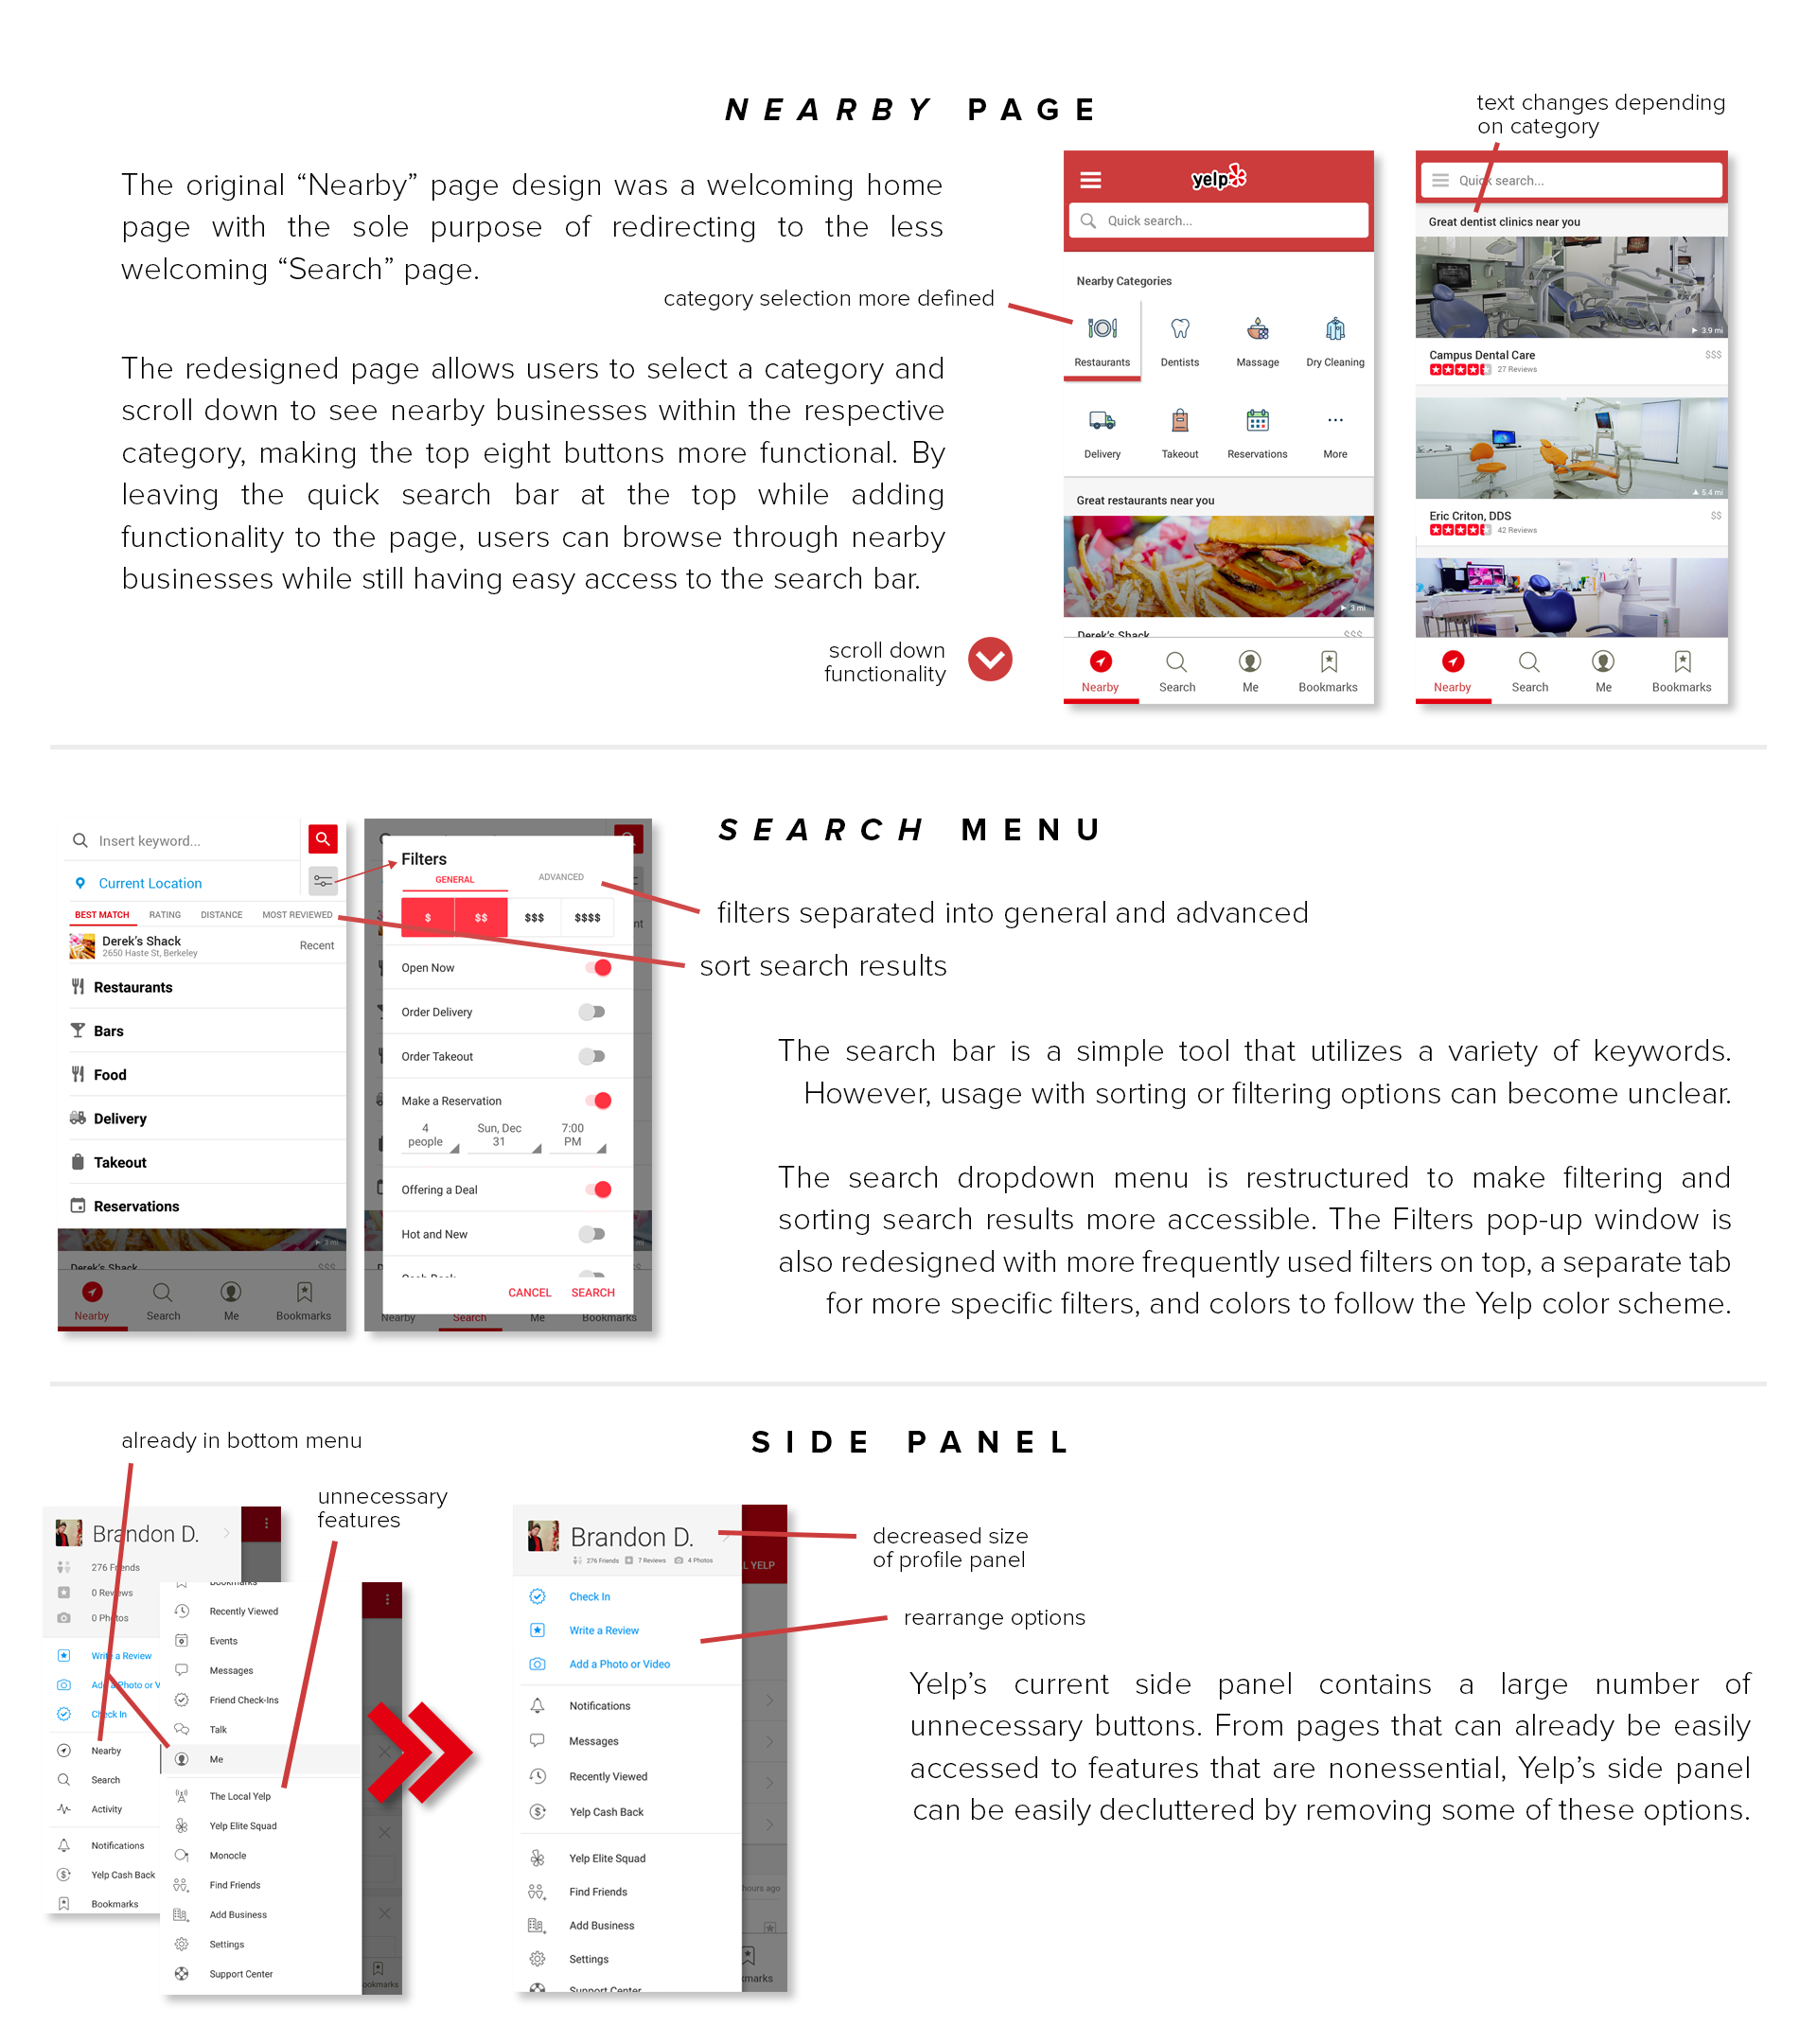 NEARBY PAGE
The original “Nearby” page design was a welcoming home
page with the sole purpose of redirecting to the less
welcoming “Search” page.
category selection more defined
The redesigned page allows users to select a category and
scroll down to see nearby businesses within the respective
category, making the top eight buttons more functional. By
leaving the quick search bar at the top while adding
functionality to the page, users can browse through nearby
businesses while still having easy access to the search bar.
scroll down
functionality
yelp
Quick search...
Nearby Categories
Restaurants
Dentists
Massage
Dry Cleaning
Delivery
Takeout
Reservations
More
Great restaurants near you
3 mi
Derek's Shack
$$$
Nearby
Search
Me
Bookmarks
text changes depending
on category
Quick search...
Great dentist clinics near you
3.9 mi
Campus Dental Care
$$$
27 Reviews
5.4 mi
Eric Criton, DDS
$$
42 Reviews
Nearby
Search
Me
Bookmarks
SEARCH MENU
Insert keyword...
Current Location
BEST MATCH
RATING
DISTANCE
MOST REVIEWED
Derek's Shack
2650 Haste St, Berkeley
Recent
Restaurants
Bars
Food
Delivery
Takeout
Reservations
3 mi
Derek's Shack
$$$
Nearby
Search
Me
Bookmarks
Filters
GENERAL
ADVANCED
$
$$
$$$
$$$$
Open Now
Order Delivery
Order Takeout
Make a Reservation
4
people
Sun, Dec
31
7:00
PM
Offering a Deal
Hot and New
Cash Back
CANCEL
SEARCH
Nearby
Search
Me
Bookmarks
filters separated into general and advanced
sort search results
The search bar is a simple tool that utilizes a variety of keywords.
However, usage with sorting or filtering options can become unclear.
The search dropdown menu is restructured to make filtering and
sorting search results more accessible. The Filters pop-up window is
also redesigned with more frequently used filters on top, a separate tab
for more specific filters, and colors to follow the Yelp color scheme.
SIDE PANEL
already in bottom menu
unnecessary
features
Brandon D.
276 Friends
0 Reviews
0 Photos
Write a Review
Add a Photo or V
Check In
Nearby
Search
Activity
Notifications
Yelp Cash Back
Bookmarks
Bookmarks
Recently Viewed
Events
Messages
Friend Check-Ins
Talk
Me
The Local Yelp
Yelp Elite Squad
Monocle
Find Friends
Add Business
Settings
Support Center
ookmarks
Brandon D.
276 Friends
7 Reviews
4 Photos
L YELP
Check In
Write a Review
Add a Photo or Video
Notifications
Messages
Recently Viewed
Yelp Cash Back
Yelp Elite Squad
Find Friends
Add Business
Settings
Support Center
hours ago
kmarks
decreased size
of profile panel
rearrange options
Yelp’s current side panel contains a large number of
unnecessary buttons. From pages that can already be easily
accessed to features that are nonessential, Yelp’s side panel
can be easily decluttered by removing some of these options.